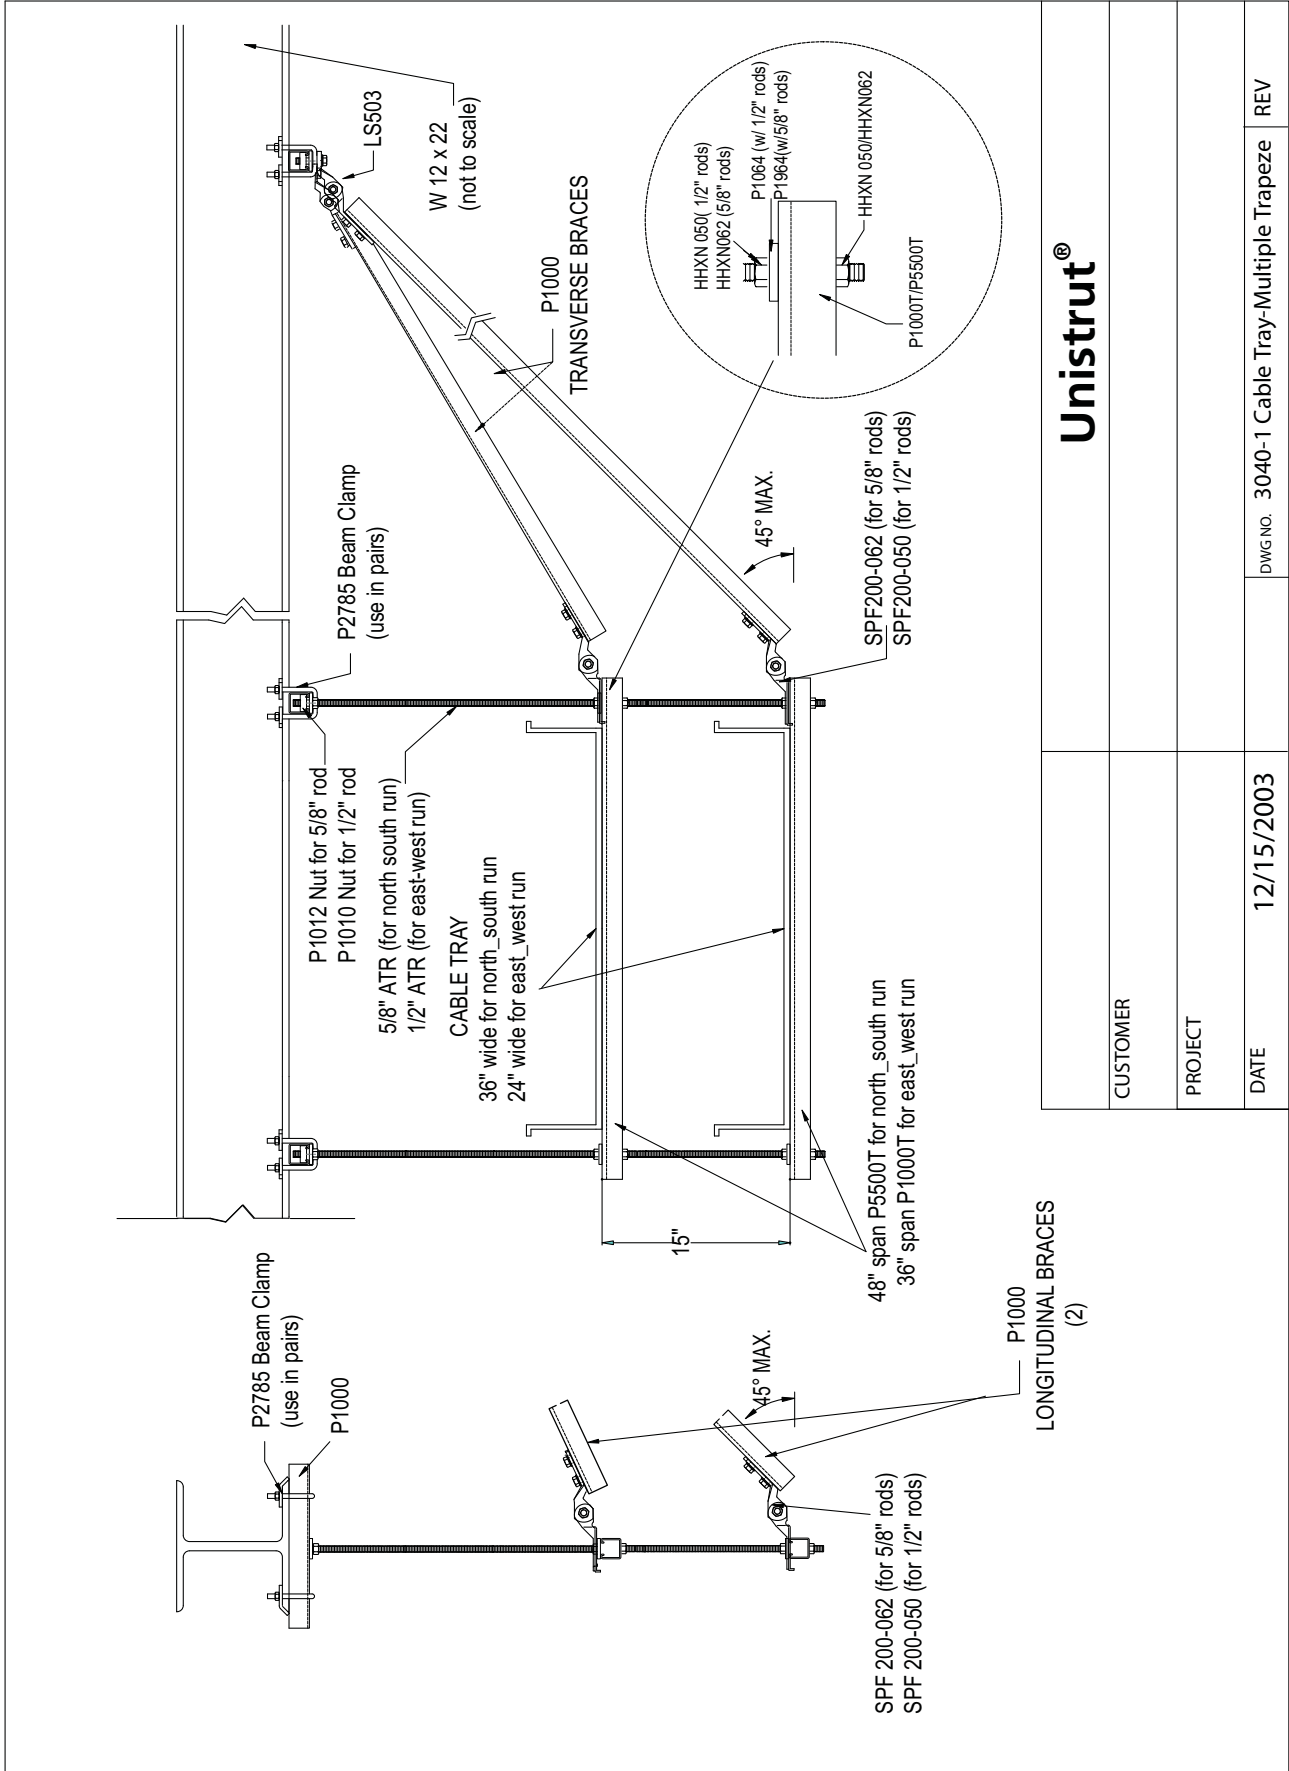 P2785 Beam Clamp
(use in pairs)
P1000
45° MAX.
P1000
LONGITUDINAL BRACES
(2)
SPF 200-062 (for 5/8" rods)
SPF 200-050 (for 1/2" rods)
W 12 x 22
(not to scale)
LS503
P2785 Beam Clamp
(use in pairs)
P1012 Nut for 5/8" rod
P1010 Nut for 1/2" rod
5/8" ATR (for north south run)
1/2" ATR (for east-west run)
CABLE TRAY
36" wide for north_south run
24" wide for east_west run
P1000
TRANSVERSE BRACES
15"
48" span P5500T for north_south run
36" span P1000T for east_west run
45° MAX.
SPF200-062 (for 5/8" rods)
SPF200-050 (for 1/2" rods)
HHXN 050( 1/2" rods)
HHXN062 (5/8" rods)
P1064 (w/ 1/2" rods)
P1964(w/5/8" rods)
HHXN 050/HHXN062
P1000T/P5500T
Unistrut®
CUSTOMER
PROJECT
DATE 12/15/2003
DWG NO. 3040-1 Cable Tray-Multiple Trapeze
REV